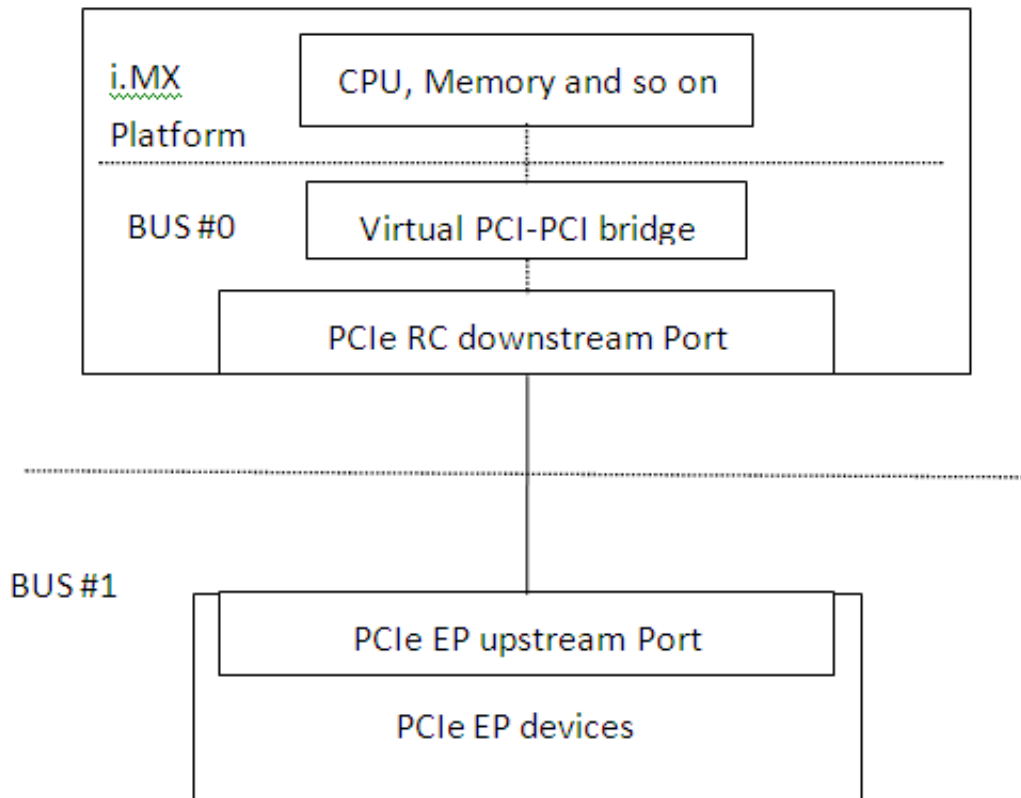 i.MX
Platform
CPU, Memory and so on
BUS #0
Virtual PCI-PCI bridge
PCIe RC downstream Port
BUS #1
PCIe EP upstream Port
PCIe EP devices